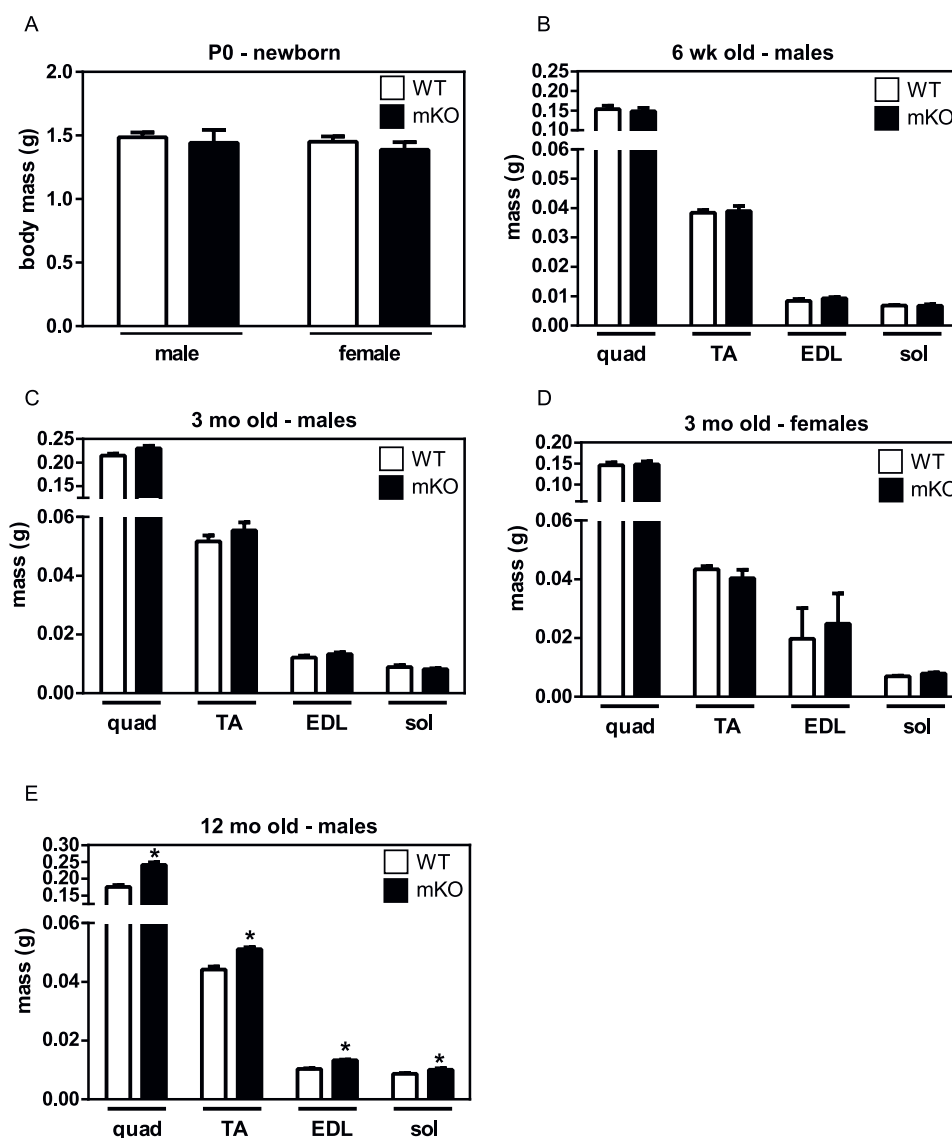 A
P0 - newborn
2.0
1.5
1.0
0.5
0.0
body mass (g)
WT
mKO
male
female
B
6 wk old - males
0.25
0.20
0.15
0.10
0.06
0.05
0.04
0.03
0.02
0.01
0.00
mass (g)
WT
mKO
quad
TA
EDL
sol
C
3 mo old - males
0.25
0.20
0.15
0.06
0.04
0.02
0.00
mass (g)
WT
mKO
quad
TA
EDL
sol
D
3 mo old - females
0.20
0.15
0.10
0.06
0.04
0.02
0.00
mass (g)
WT
mKO
quad
TA
EDL
sol
E
12 mo old - males
0.30
0.25
0.20
0.15
0.06
0.04
0.02
0.00
mass (g)
WT
mKO
*
*
*
*
quad
TA
EDL
sol